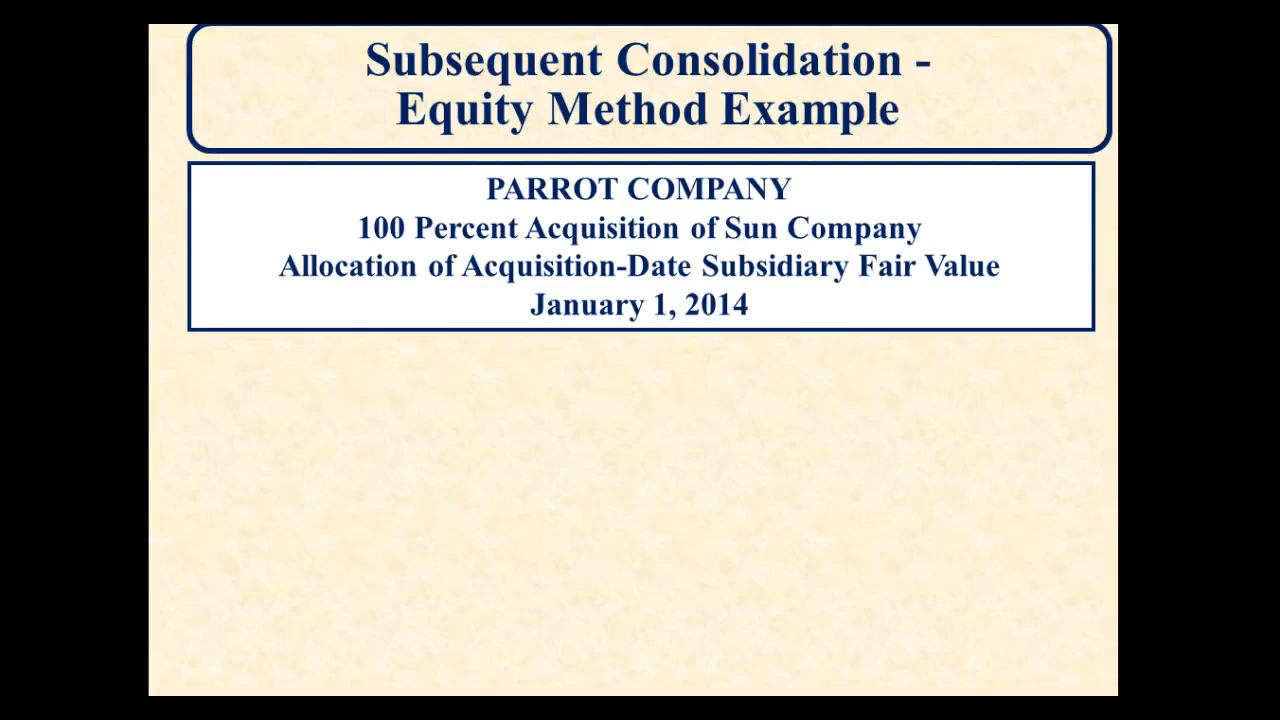 Subsequent Consolidation -
Equity Method Example
PARROT COMPANY
100 Percent Acquisition of Sun Company
Allocation of Acquisition-Date Subsidiary Fair Value
January 1, 2014